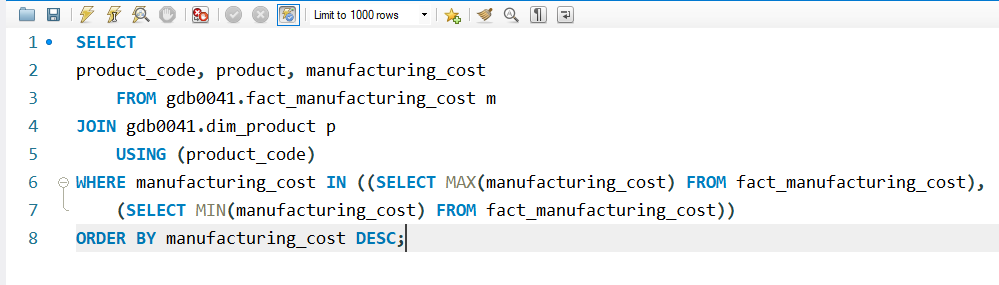 Limit to 1000 rows
1 SELECT
2 product_code, product, manufacturing_cost
3 FROM gdb0041.fact_manufacturing_cost m
4 JOIN gdb0041.dim_product p
5 USING (product_code)
6 WHERE manufacturing_cost IN ((SELECT MAX(manufacturing_cost) FROM fact_manufacturing_cost),
7 (SELECT MIN(manufacturing_cost) FROM fact_manufacturing_cost))
8 ORDER BY manufacturing_cost DESC;